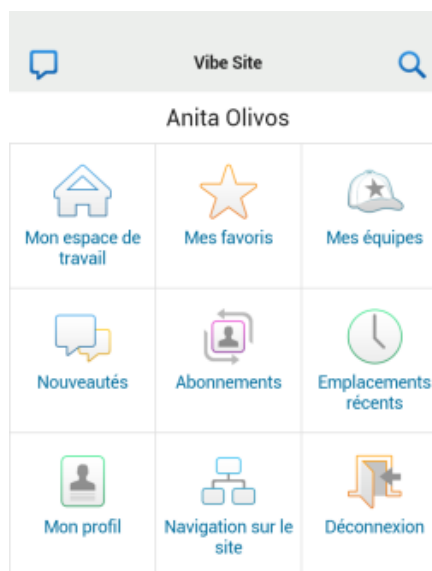 Vibe Site
Anita Olivos
Mon espace de
travail
Mes favoris
Mes équipes
Nouveautés
Abonnements
Emplacements
récents
Mon profil
Navigation sur le
site
Déconnexion